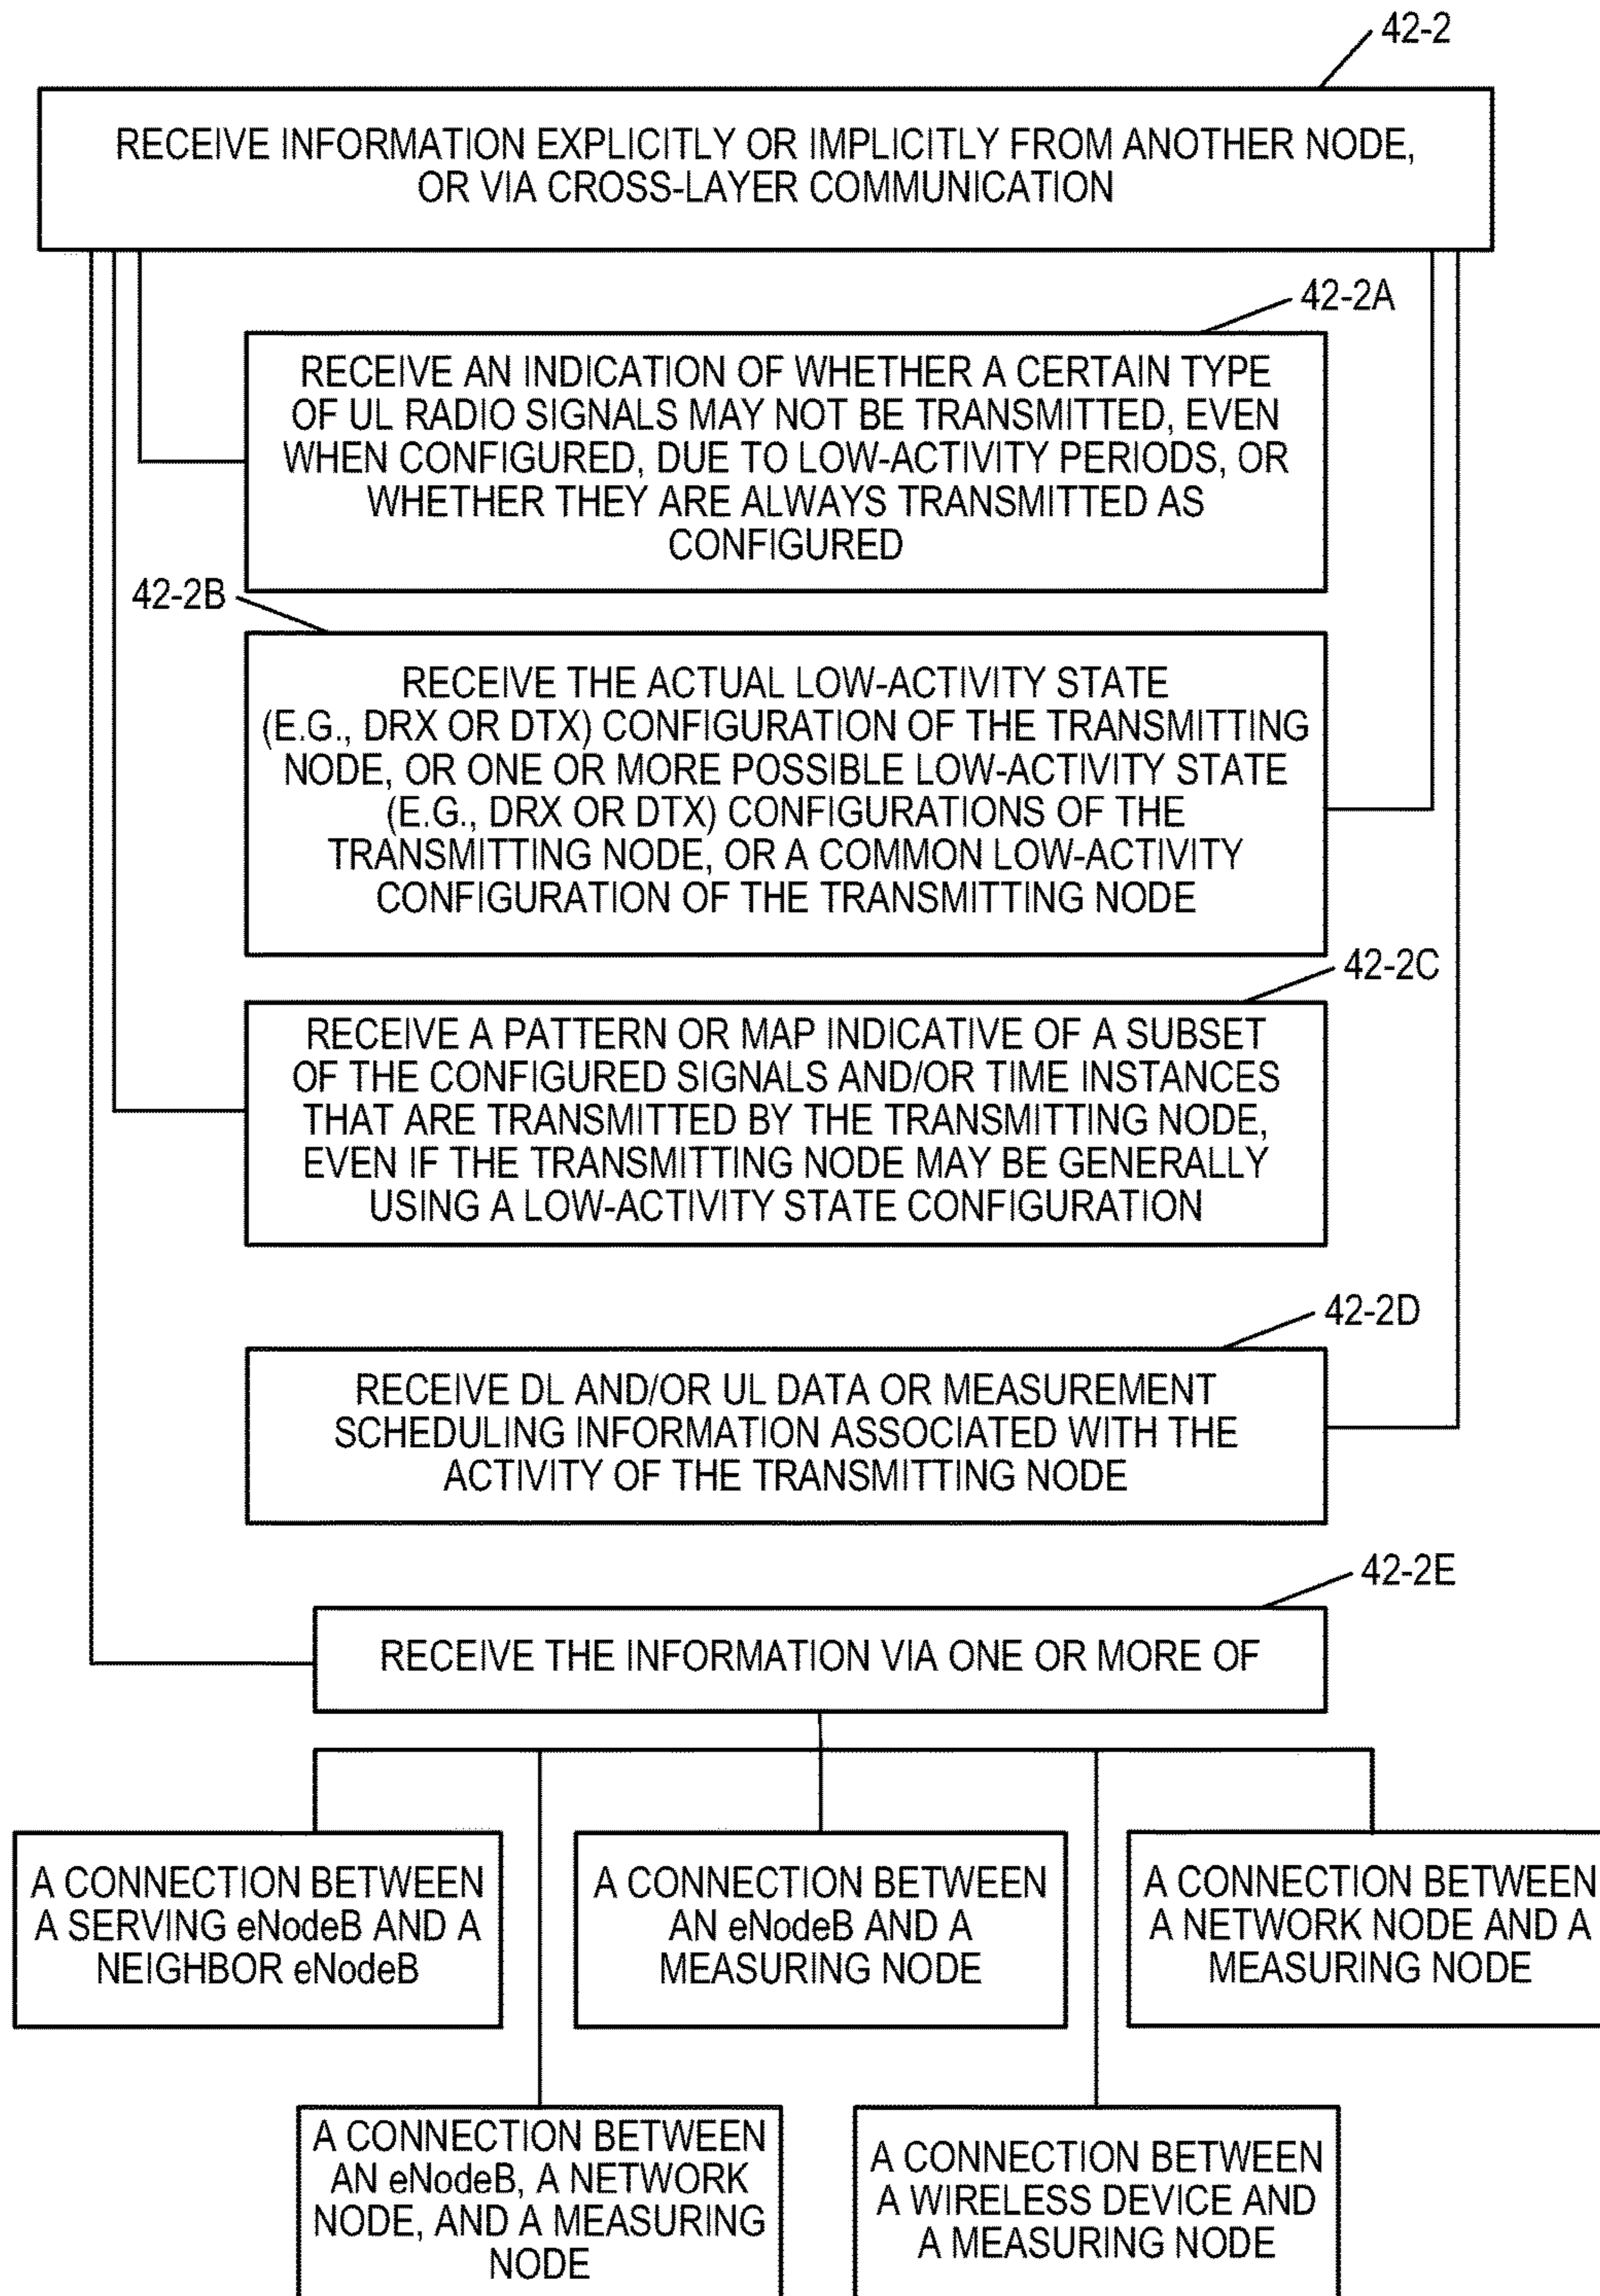 42-2
RECEIVE INFORMATION EXPLICITLY OR IMPLICITLY FROM ANOTHER NODE,
OR VIA CROSS-LAYER COMMUNICATION
42-2A
RECEIVE AN INDICATION OF WHETHER A CERTAIN TYPE
OF UL RADIO SIGNALS MAY NOT BE TRANSMITTED, EVEN
WHEN CONFIGURED, DUE TO LOW-ACTIVITY PERIODS, OR
WHETHER THEY ARE ALWAYS TRANSMITTED AS
CONFIGURED
42-2B
RECEIVE THE ACTUAL LOW-ACTIVITY STATE
(E.G., DRX OR DTX) CONFIGURATION OF THE TRANSMITTING
NODE, OR ONE OR MORE POSSIBLE LOW-ACTIVITY STATE
(E.G., DRX OR DTX) CONFIGURATIONS OF THE
TRANSMITTING NODE, OR A COMMON LOW-ACTIVITY
CONFIGURATION OF THE TRANSMITTING NODE
42-2C
RECEIVE A PATTERN OR MAP INDICATIVE OF A SUBSET
OF THE CONFIGURED SIGNALS AND/OR TIME INSTANCES
THAT ARE TRANSMITTED BY THE TRANSMITTING NODE,
EVEN IF THE TRANSMITTING NODE MAY BE GENERALLY
USING A LOW-ACTIVITY STATE CONFIGURATION
42-2D
RECEIVE DL AND/OR UL DATA OR MEASUREMENT
SCHEDULING INFORMATION ASSOCIATED WITH THE
ACTIVITY OF THE TRANSMITTING NODE
42-2E
RECEIVE THE INFORMATION VIA ONE OR MORE OF
A CONNECTION BETWEEN
A SERVING eNodeB AND A
NEIGHBOR eNodeB
A CONNECTION BETWEEN
AN eNodeB AND A
MEASURING NODE
A CONNECTION BETWEEN
A NETWORK NODE AND A
MEASURING NODE
A CONNECTION BETWEEN
AN eNodeB, A NETWORK
NODE, AND A MEASURING
NODE
A CONNECTION BETWEEN
A WIRELESS DEVICE AND
A MEASURING NODE